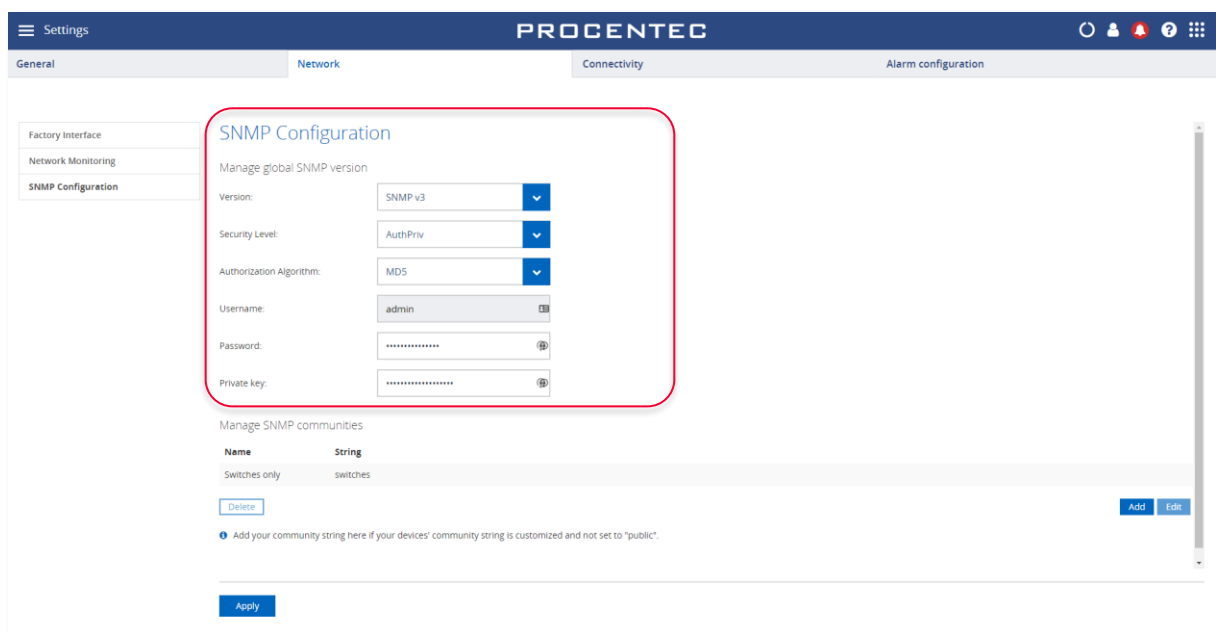 Settings
PROCENTEC
General Network Connectivity Alarm configuration
Factory Interface
Network Monitoring
SNMP Configuration
SNMP Configuration
Manage global SNMP version
Version: SNMP v3
Security Level: AuthPriv
Authorization Algorithm: MD5
Username: admin
Password: •••••••••••••••
Private key: •••••••••••••••••••
Manage SNMP communities
Name String
Switches only switches
Delete Add Edit
Add your community string here if your devices' community string is customized and not set to "public".
Apply